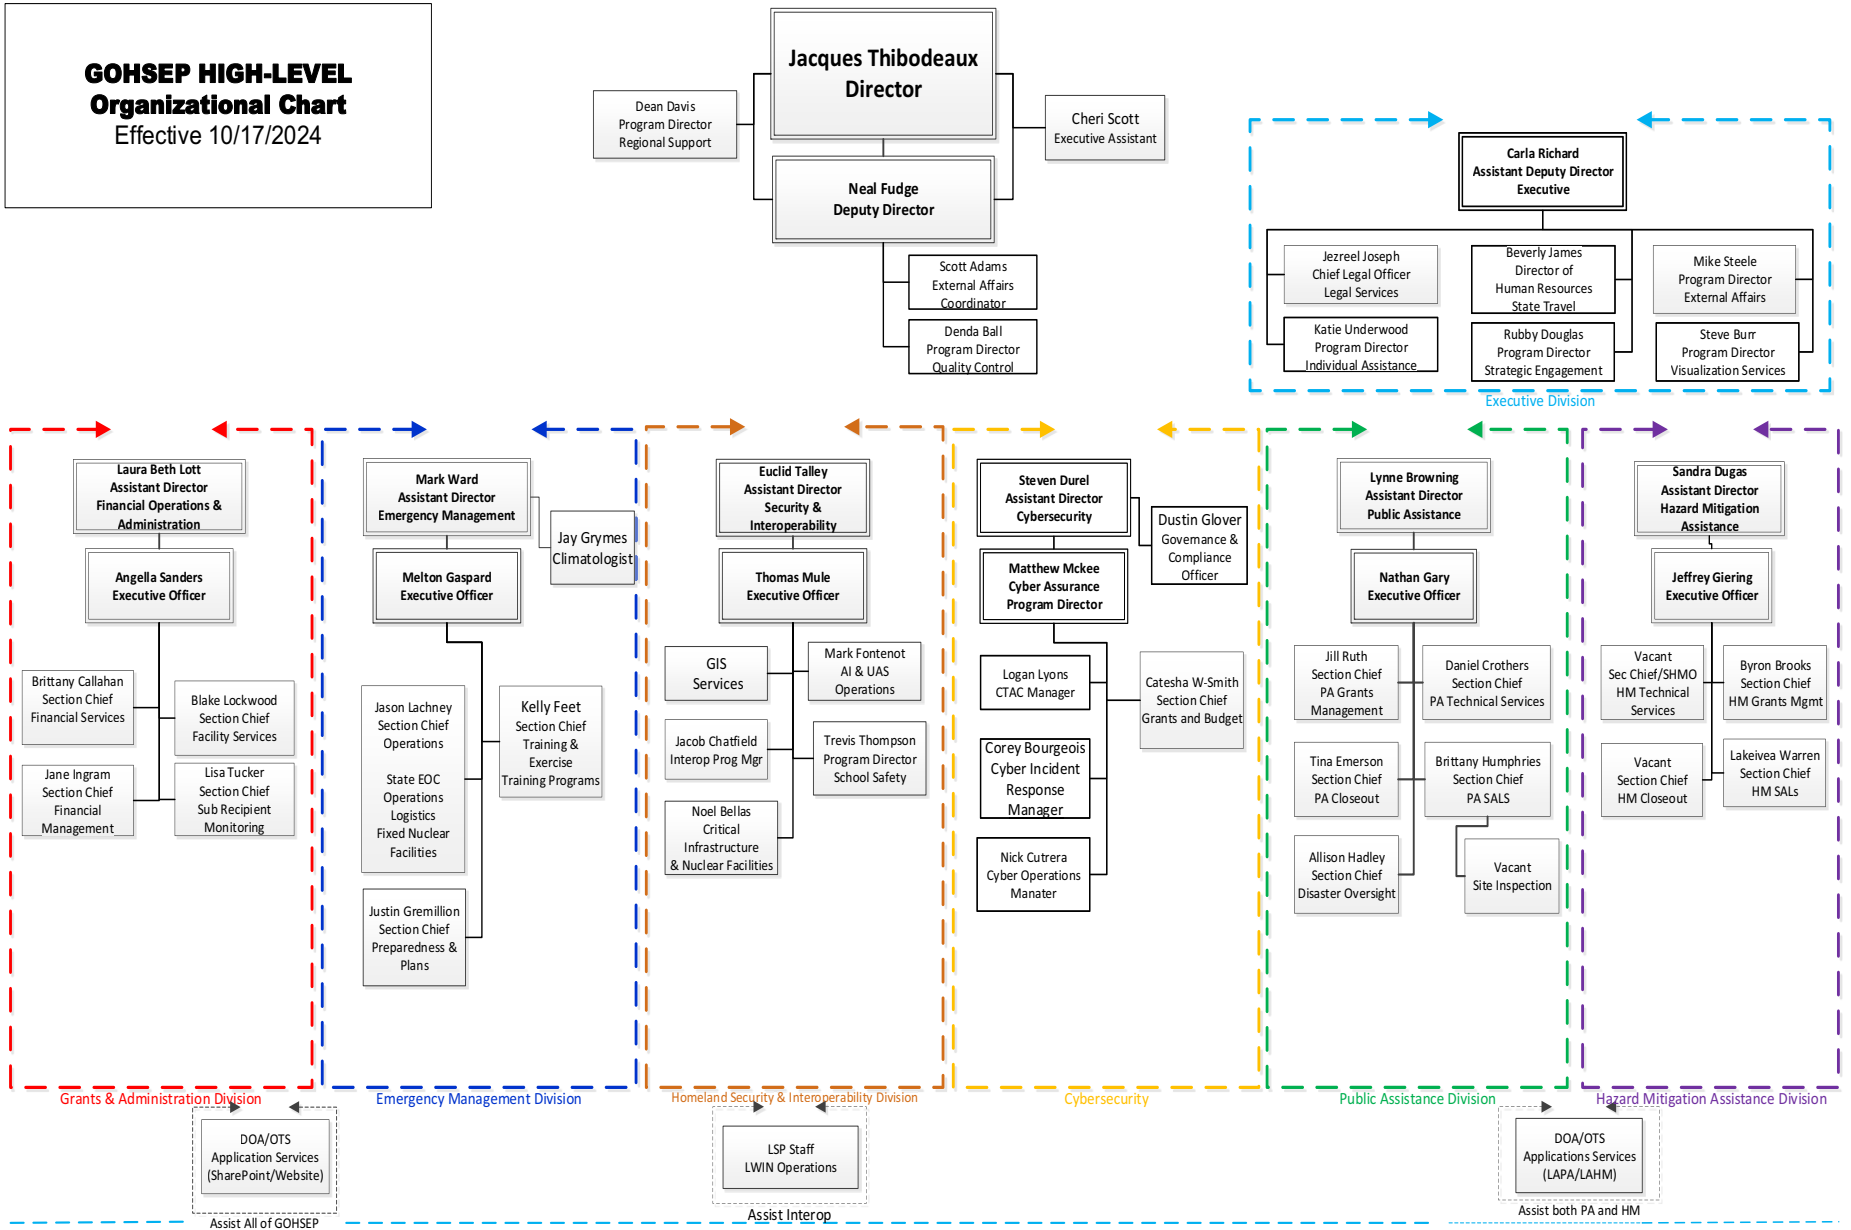 GOHSEP HIGH-LEVEL
Organizational Chart
Effective 10/17/2024
Jacques Thibodeaux
Director
Dean Davis
Program Director
Regional Support
Cheri Scott
Executive Assistant
Neal Fudge
Deputy Director
Scott Adams
External Affairs
Coordinator
Denda Ball
Program Director
Quality Control
Carla Richard
Assistant Deputy Director
Executive
Jezreel Joseph
Chief Legal Officer
Legal Services
Beverly James
Director of
Human Resources
State Travel
Mike Steele
Program Director
External Affairs
Katie Underwood
Program Director
Individual Assistance
Rubby Douglas
Program Director
Strategic Engagement
Steve Burr
Program Director
Visualization Services
Executive Division
Laura Beth Lott
Assistant Director
Financial Operations &
Administration
Angella Sanders
Executive Officer
Brittany Callahan
Section Chief
Financial Services
Blake Lockwood
Section Chief
Facility Services
Jane Ingram
Section Chief
Financial
Management
Lisa Tucker
Section Chief
Sub Recipient
Monitoring
Grants & Administration Division
Mark Ward
Assistant Director
Emergency Management
Jay Grymes
Climatologist
Melton Gaspard
Executive Officer
Jason Lachney
Section Chief
Operations
State EOC
Operations
Logistics
Fixed Nuclear
Facilities
Kelly Feet
Section Chief
Training &
Exercise
Training Programs
Justin Gremillion
Section Chief
Preparedness &
Plans
Emergency Management Division
Euclid Talley
Assistant Director
Security &
Interoperability
Thomas Mule
Executive Officer
GIS
Services
Mark Fontenot
AI & UAS
Operations
Jacob Chatfield
Interop Prog Mgr
Trevis Thompson
Program Director
School Safety
Noel Bellas
Critical
Infrastructure
& Nuclear Facilities
Homeland Security & Interoperability Division
Steven Durel
Assistant Director
Cybersecurity
Dustin Glover
Governance &
Compliance
Officer
Matthew Mckee
Cyber Assurance
Program Director
Logan Lyons
CTAC Manager
Catesha W-Smith
Section Chief
Grants and Budget
Corey Bourgeois
Cyber Incident
Response
Manager
Nick Cutrera
Cyber Operations
Manater
Cybersecurity
Lynne Browning
Assistant Director
Public Assistance
Nathan Gary
Executive Officer
Jill Ruth
Section Chief
PA Grants
Management
Daniel Crothers
Section Chief
PA Technical Services
Tina Emerson
Section Chief
PA Closeout
Brittany Humphries
Section Chief
PA SALS
Allison Hadley
Section Chief
Disaster Oversight
Vacant
Site Inspection
Public Assistance Division
Sandra Dugas
Assistant Director
Hazard Mitigation
Assistance
Jeffrey Giering
Executive Officer
Vacant
Sec Chief/SHMO
HM Technical
Services
Byron Brooks
Section Chief
HM Grants Mgmt
Vacant
Section Chief
HM Closeout
Lakeivea Warren
Section Chief
HM SALs
Hazard Mitigation Assistance Division
DOA/OTS
Application Services
(SharePoint/Website)
Assist All of GOHSEP
LSP Staff
LWIN Operations
Assist Interop
DOA/OTS
Applications Services
(LAPA/LAHM)
Assist both PA and HM